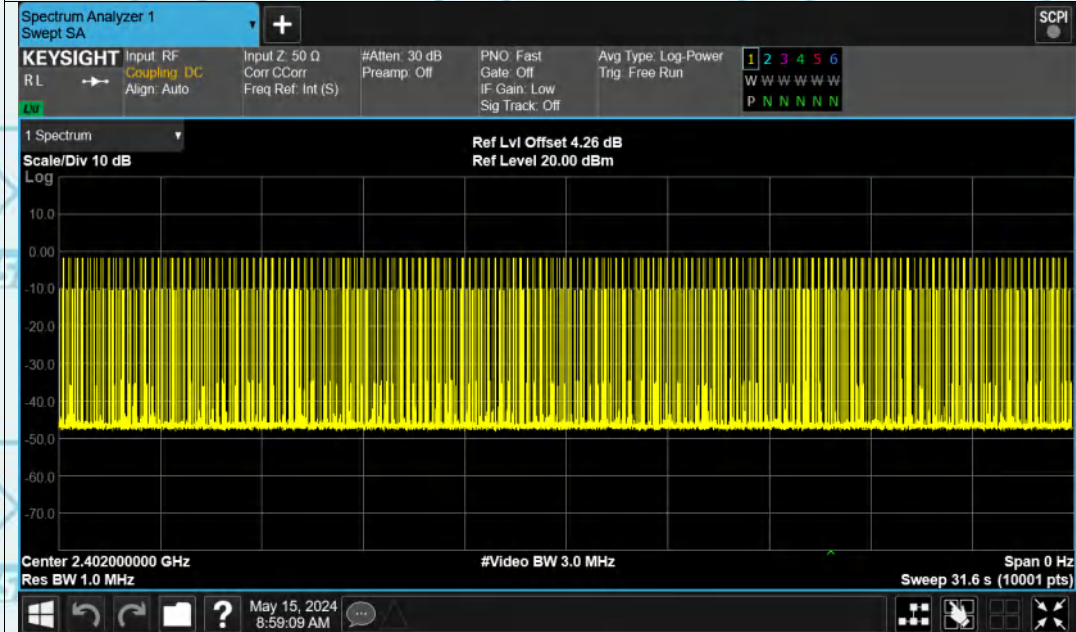 Spectrum Analyzer 1
Swept SA
+
SCPI
KEYSIGHT
R L
LXI
Input: RF
Coupling: DC
Align: Auto
Input Z: 50 Ω
Corr CCorr
Freq Ref: Int (S)
#Atten: 30 dB
Preamp: Off
PNO: Fast
Gate: Off
IF Gain: Low
Sig Track: Off
Avg Type: Log-Power
Trig: Free Run
1 2 3 4 5 6
W W W W W W
P N N N N N
1 Spectrum
Scale/Div 10 dB
Ref Lvl Offset 4.26 dB
Ref Level 20.00 dBm
Log
10.0
0.00
-10.0
-20.0
-30.0
-40.0
-50.0
-60.0
-70.0
Center 2.402000000 GHz
#Video BW 3.0 MHz
Span 0 Hz
Res BW 1.0 MHz
Sweep 31.6 s (10001 pts)
?
May 15, 2024
8:59:09 AM